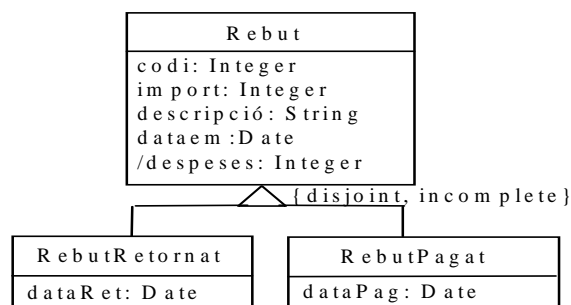 Rebut
codi: Integer
import: Integer
descripció: String
dataem :Date
/despeses: Integer
{disjoint, incomplete}
RebutRetornat
RebutPagat
dataRet: Date
dataPag: Date